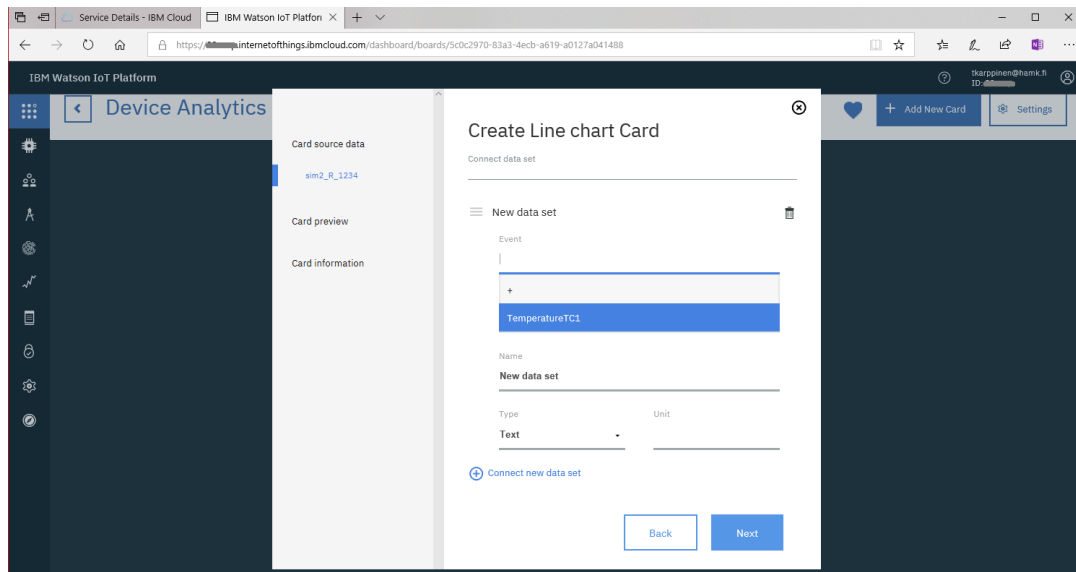 Service Details - IBM Cloud
IBM Watson IoT Platforr
https://
.internetofthings.ibmcloud.com/dashboard/boards/5c0c2970-83a3-4ecb-a619-a0127a041488
IBM Watson IoT Platform
tkarppinen@hamk.fi
ID:
Device Analytics
+ Add New Card
Settings
Card source data
sim2_R_1234
Card preview
Card information
Create Line chart Card
Connect data set
New data set
Event
+
TemperatureTC1
Name
New data set
Type
Unit
Text
Connect new data set
Back
Next